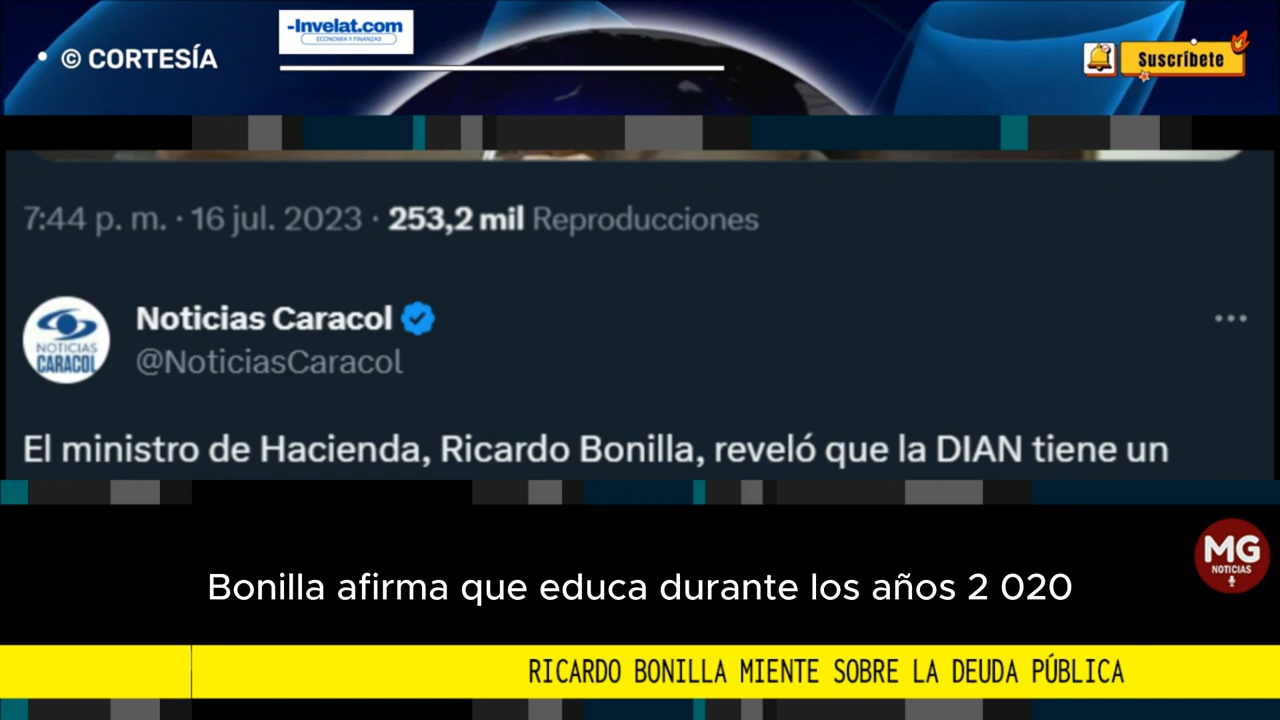 -Invelat.com
ECONOMÍA Y FINANZAS
• © CORTESÍA
Suscríbete
7:44 p. m. · 16 jul. 2023 · 253,2 mil Reproducciones
NOTICIAS
CARACOL
Noticias Caracol
@NoticiasCaracol
El ministro de Hacienda, Ricardo Bonilla, reveló que la DIAN tiene un
MG
NOTICIAS
Bonilla afirma que educa durante los años 2 020
RICARDO BONILLA MIENTE SOBRE LA DEUDA PÚBLICA